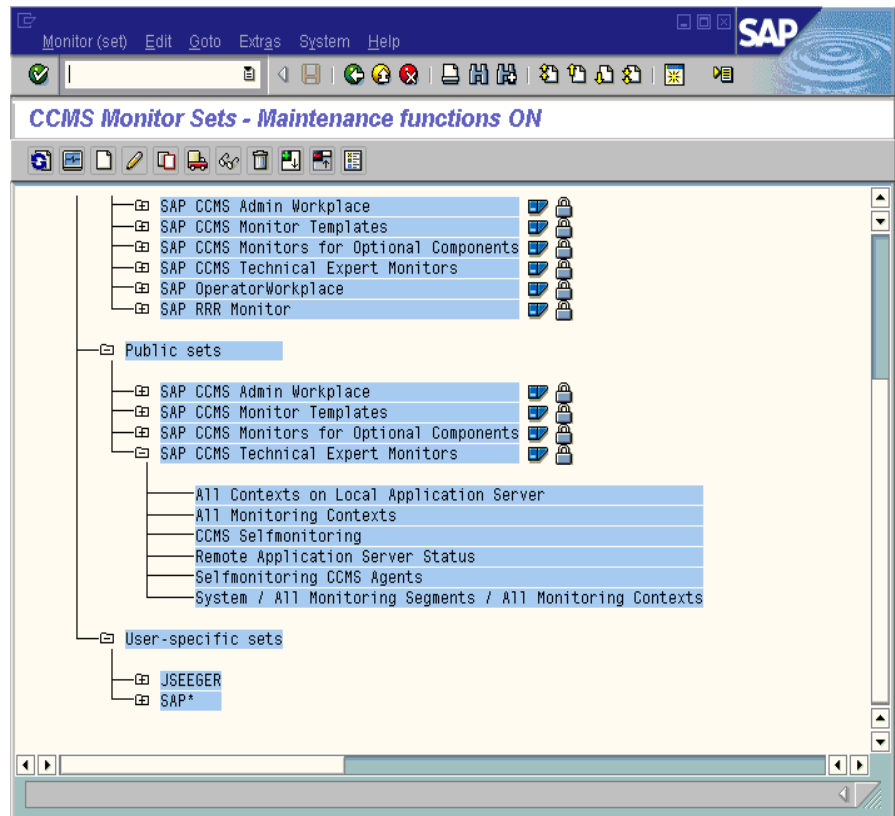 Monitor (set) Edit Goto Extras System Help
SAP
CCMS Monitor Sets - Maintenance functions ON
SAP CCMS Admin Workplace
SAP CCMS Monitor Templates
SAP CCMS Monitors for Optional Components
SAP CCMS Technical Expert Monitors
SAP OperatorWorkplace
SAP RRR Monitor
Public sets
SAP CCMS Admin Workplace
SAP CCMS Monitor Templates
SAP CCMS Monitors for Optional Components
SAP CCMS Technical Expert Monitors
All Contexts on Local Application Server
All Monitoring Contexts
CCMS Selfmonitoring
Remote Application Server Status
Selfmonitoring CCMS Agents
System / All Monitoring Segments / All Monitoring Contexts
User-specific sets
JSEEGER
SAP*